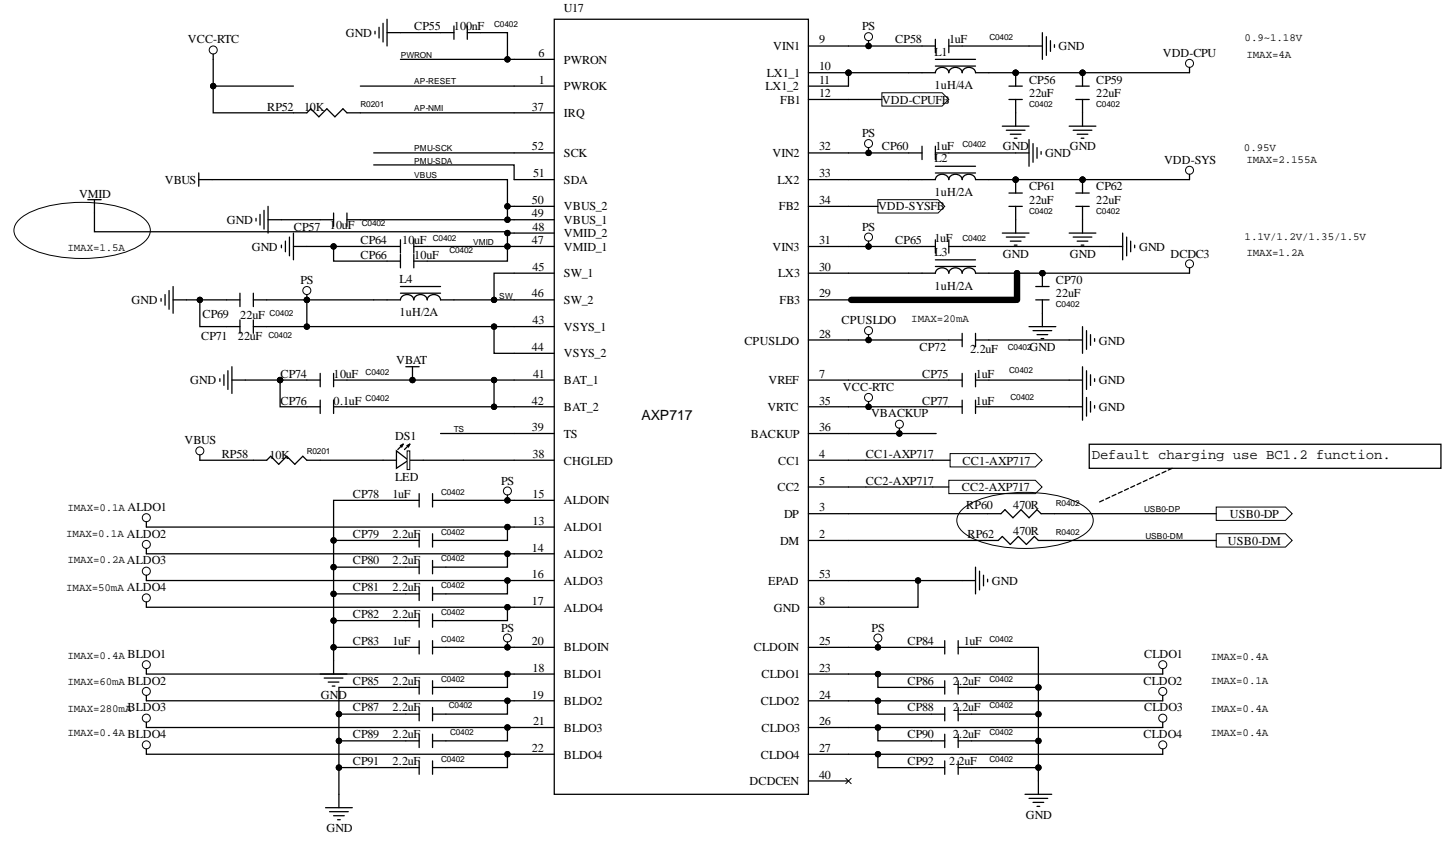 U17
AXP717
GND CP55 100nF C0402
PWRON 6 PWRON
VCC-RTC
AP-RESET 1 PWROK
RP52 10K R0201 AP-NMI 37 IRQ
PMU-SCK 52 SCK
PMU-SDA 51 SDA
VBUS VBUS 50 VBUS_2
VMID
GND CP57 10uF C0402 49 VBUS_1
48 VMID_2
IMAX=1.5A
GND CP64 10uF C0402 VMID 47 VMID_1
CP66 10uF C0402
45 SW_1
PS L4 1uH/2A SW 46 SW_2
GND CP69 22uF C0402
CP71 22uF C0402
43 VSYS_1
44 VSYS_2
VBAT
GND CP74 10uF C0402 41 BAT_1
CP76 0.1uF C0402 42 BAT_2
TS 39 TS
VBUS RP58 10K R0201 DS1 LED 38 CHGLED
PS
CP78 1uF C0402 15 ALDOIN
IMAX=0.1A ALDO1 13 ALDO1
CP79 2.2uF C0402
IMAX=0.1A ALDO2 14 ALDO2
CP80 2.2uF C0402
IMAX=0.2A ALDO3 16 ALDO3
CP81 2.2uF C0402
IMAX=50mA ALDO4 17 ALDO4
CP82 2.2uF C0402
PS
CP83 1uF C0402 20 BLDOIN
IMAX=0.4A BLDO1 18 BLDO1
GND
CP85 2.2uF C0402
IMAX=60mA BLDO2 19 BLDO2
CP87 2.2uF C0402
IMAX=280mA BLDO3 21 BLDO3
CP89 2.2uF C0402
IMAX=0.4A BLDO4 22 BLDO4
CP91 2.2uF C0402
GND
VIN1 9 PS CP58 1uF C0402 GND
0.9~1.18V
IMAX=4A
LX1_1 10 L1 1uH/4A VDD-CPU
LX1_2 11
CP56 22uF C0402
CP59 22uF C0402
FB1 12 VDD-CPUFB
GND GND
VIN2 32 PS CP60 1uF C0402 GND
0.95V
IMAX=2.155A
LX2 33 L2 1uH/2A VDD-SYS
CP61 22uF C0402
CP62 22uF C0402
FB2 34 VDD-SYSFB
GND GND
VIN3 31 PS CP65 1uF C0402 GND
1.1V/1.2V/1.35/1.5V
IMAX=1.2A
LX3 30 L3 1uH/2A DCDC3
CP70 22uF C0402
FB3 29
GND
CPUSLDO IMAX=20mA
CPUSLDO 28 CP72 2.2uF C0402 GND
VREF 7 CP75 1uF C0402 GND
VCC-RTC
VRTC 35 CP77 1uF C0402 GND
VBACKUP
BACKUP 36
CC1 4 CC1-AXP717 CC1-AXP717
Default charging use BC1.2 function.
CC2 5 CC2-AXP717 CC2-AXP717
DP 3 RP60 470R R0402 USB0-DP USB0-DP
DM 2 RP62 470R R0402 USB0-DM USB0-DM
EPAD 53 GND
GND 8
PS
CLDOIN 25 CP84 1uF C0402
CLDO1 23 CLDO1 IMAX=0.4A
CP86 2.2uF C0402
CLDO2 24 CLDO2 IMAX=0.1A
CP88 2.2uF C0402
CLDO3 26 CLDO3 IMAX=0.4A
CP90 2.2uF C0402
CLDO4 27 CLDO4 IMAX=0.4A
CP92 2.2uF C0402
DCDCEN 40
GND